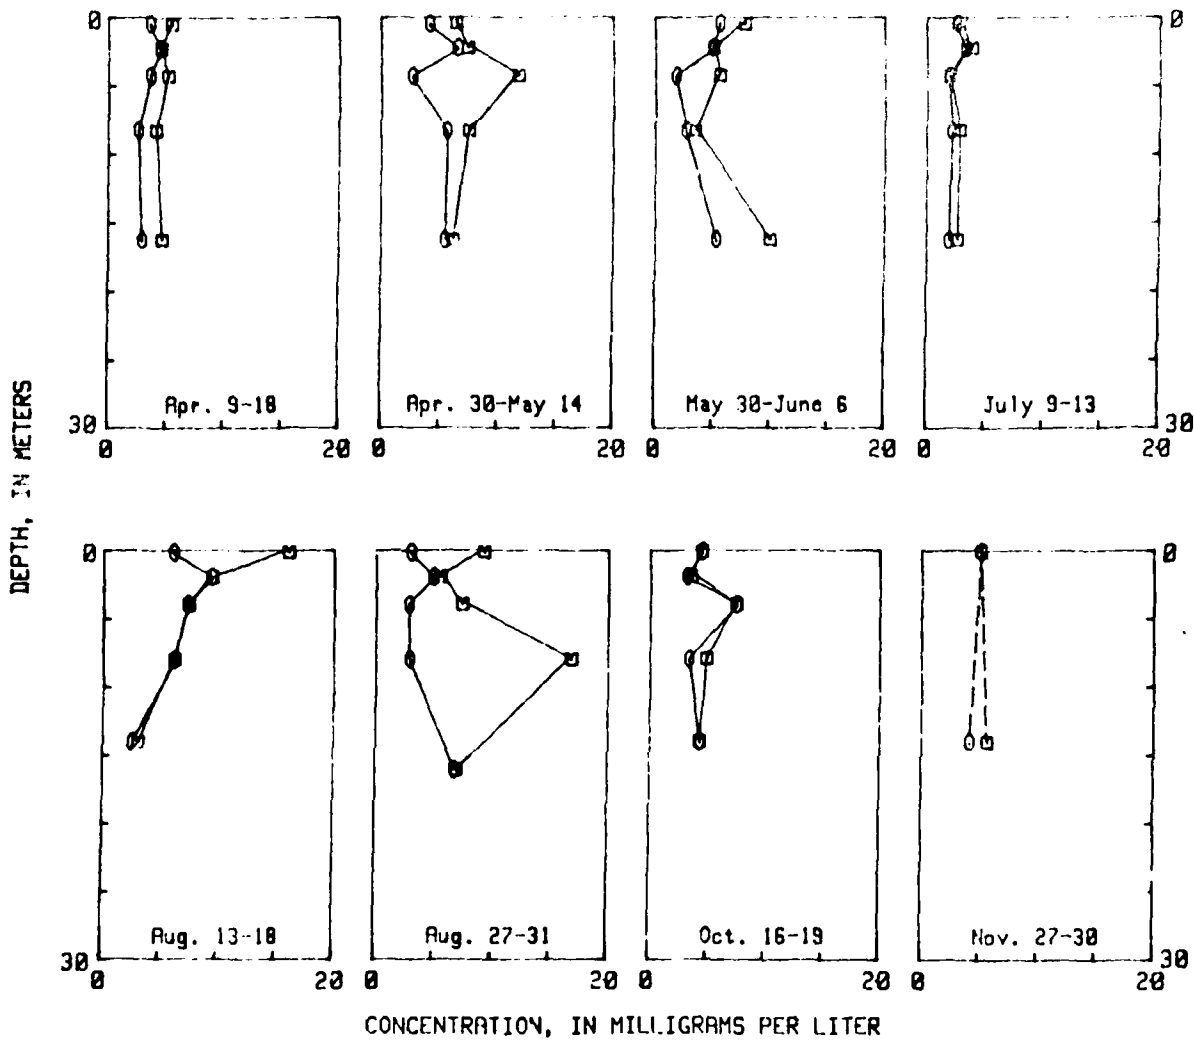 0 0
Apr. 9-18 Apr. 30-May 14 May 30-June 6 July 9-13
30 30
0 20 0 20 0 20 0 20
DEPTH, IN METERS
0 0
Aug. 13-18 Aug. 27-31 Oct. 16-19 Nov. 27-30
30 30
0 20 0 20 0 20 0 20
CONCENTRATION, IN MILLIGRAMS PER LITER